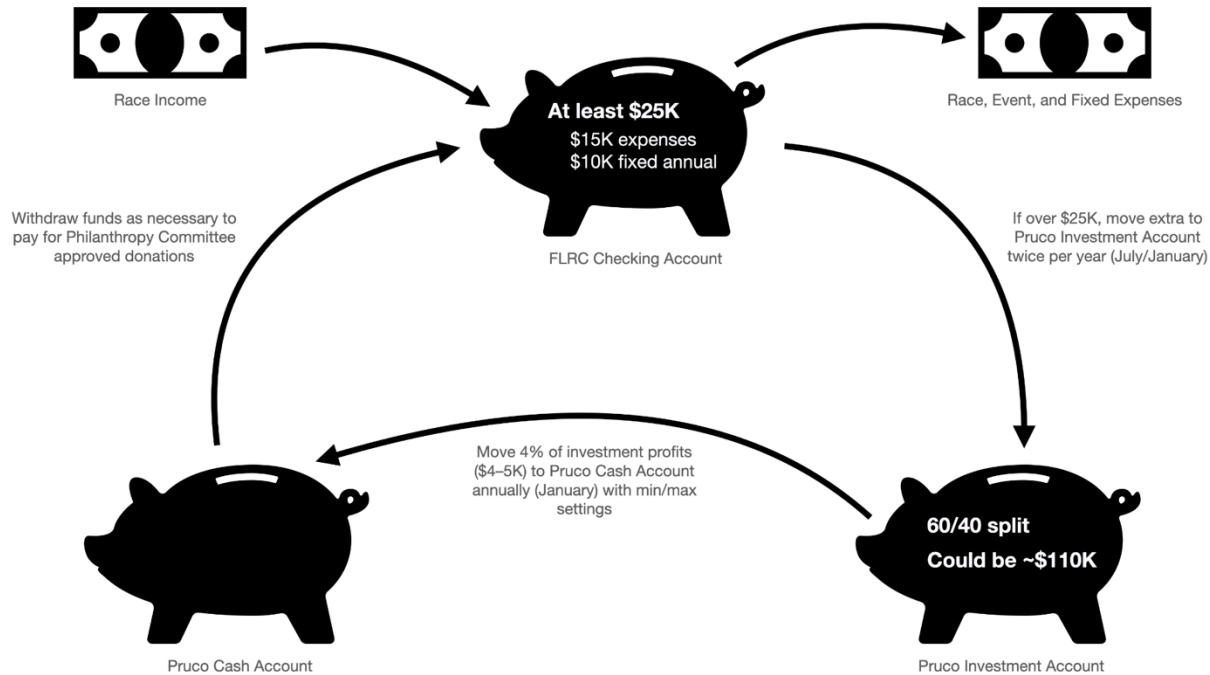 Race Income
Race, Event, and Fixed Expenses
At least $25K
$15K expenses
$10K fixed annual
FLRC Checking Account
Withdraw funds as necessary to
pay for Philanthropy Committee
approved donations
If over $25K, move extra to
Pruco Investment Account
twice per year (July/January)
Move 4% of investment profits
($4–5K) to Pruco Cash Account
annually (January) with min/max
settings
60/40 split
Could be ~$110K
Pruco Cash Account
Pruco Investment Account